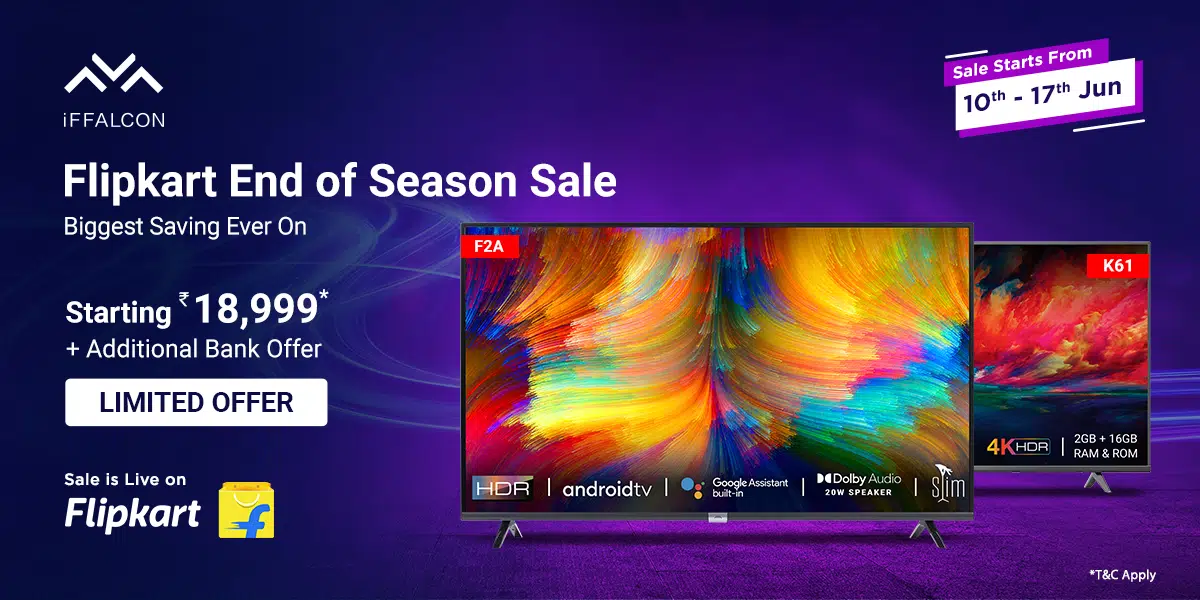 iFFALCON
Sale Starts From
10th - 17th Jun
Flipkart End of Season Sale
Biggest Saving Ever On
Starting ₹18,999*
+ Additional Bank Offer
LIMITED OFFER
Sale is Live on
Flipkart
F2A
HDR | androidtv | Google Assistant built-in | Dolby Audio 20W SPEAKER | Slim
K61
4K HDR | 2GB + 16GB
RAM & ROM
*T&C Apply